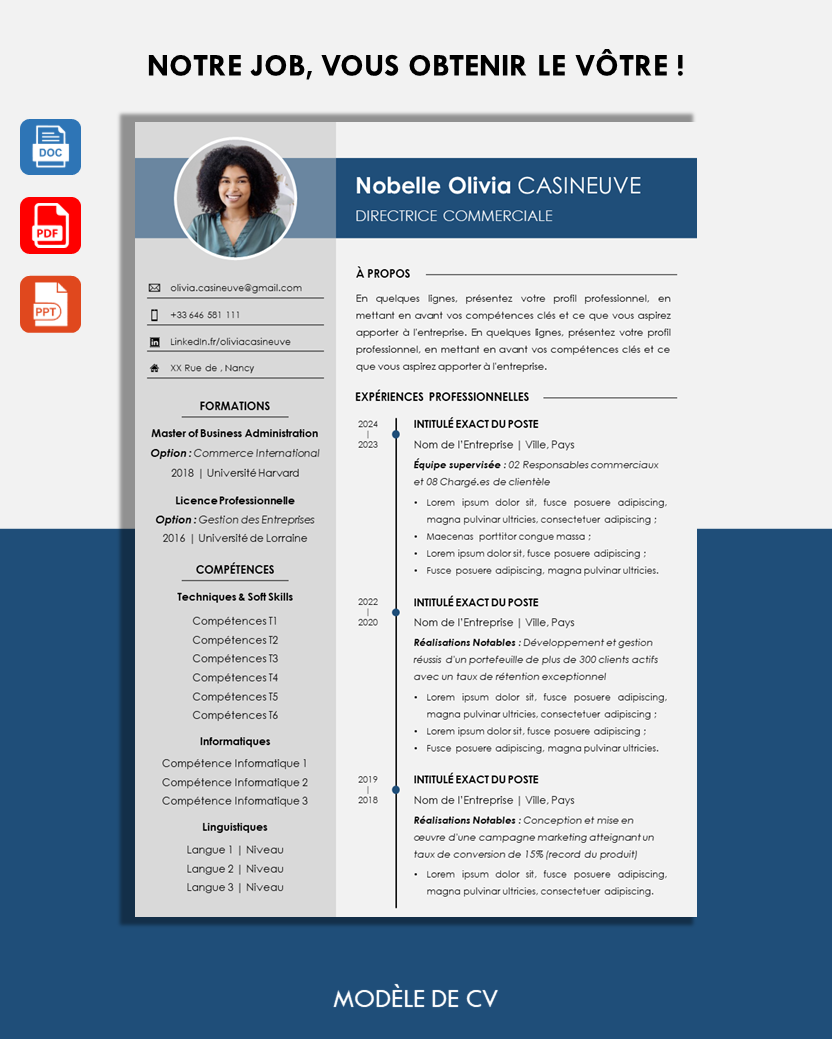 NOTRE JOB, VOUS OBTENIR LE VÔTRE !
DOC
PDF
PPT
Nobelle Olivia CASINEUVE
DIRECTRICE COMMERCIALE
olivia.casineuve@gmail.com
+33 646 581 111
LinkedIn.fr/oliviacasineuve
XX Rue de , Nancy
FORMATIONS
Master of Business Administration
Option : Commerce International
2018 | Université Harvard
Licence Professionnelle
Option : Gestion des Entreprises
2016 | Université de Lorraine
COMPÉTENCES
Techniques & Soft Skills
Compétences T1
Compétences T2
Compétences T3
Compétences T4
Compétences T5
Compétences T6
Informatiques
Compétence Informatique 1
Compétence Informatique 2
Compétence Informatique 3
Linguistiques
Langue 1 | Niveau
Langue 2 | Niveau
Langue 3 | Niveau
À PROPOS
En quelques lignes, présentez votre profil professionnel, en
mettant en avant vos compétences clés et ce que vous aspirez
apporter à l'entreprise. En quelques lignes, présentez votre profil
professionnel, en mettant en avant vos compétences clés et ce
que vous aspirez apporter à l'entreprise.
EXPÉRIENCES PROFESSIONNELLES
2024
|
2023
INTITULÉ EXACT DU POSTE
Nom de l'Entreprise | Ville, Pays
Équipe supervisée : 02 Responsables commerciaux
et 08 Chargé.es de clientèle
• Lorem ipsum dolor sit, fusce posuere adipiscing,
magna pulvinar ultricies, consectetuer adipiscing ;
• Maecenas porttitor congue massa ;
• Lorem ipsum dolor sit, fusce posuere adipiscing ;
• Fusce posuere adipiscing, magna pulvinar ultricies.
2022
|
2020
INTITULÉ EXACT DU POSTE
Nom de l'Entreprise | Ville, Pays
Réalisations Notables : Développement et gestion
réussis d'un portefeuille de plus de 300 clients actifs
avec un taux de rétention exceptionnel
• Lorem ipsum dolor sit, fusce posuere adipiscing,
magna pulvinar ultricies, consectetuer adipiscing ;
• Lorem ipsum dolor sit, fusce posuere adipiscing ;
• Fusce posuere adipiscing, magna pulvinar ultricies.
2019
|
2018
INTITULÉ EXACT DU POSTE
Nom de l'Entreprise | Ville, Pays
Réalisations Notables : Conception et mise en
œuvre d'une campagne marketing atteignant un
taux de conversion de 15% (record du produit)
• Lorem ipsum dolor sit, fusce posuere adipiscing,
magna pulvinar ultricies, consectetuer adipiscing.
MODÈLE DE CV